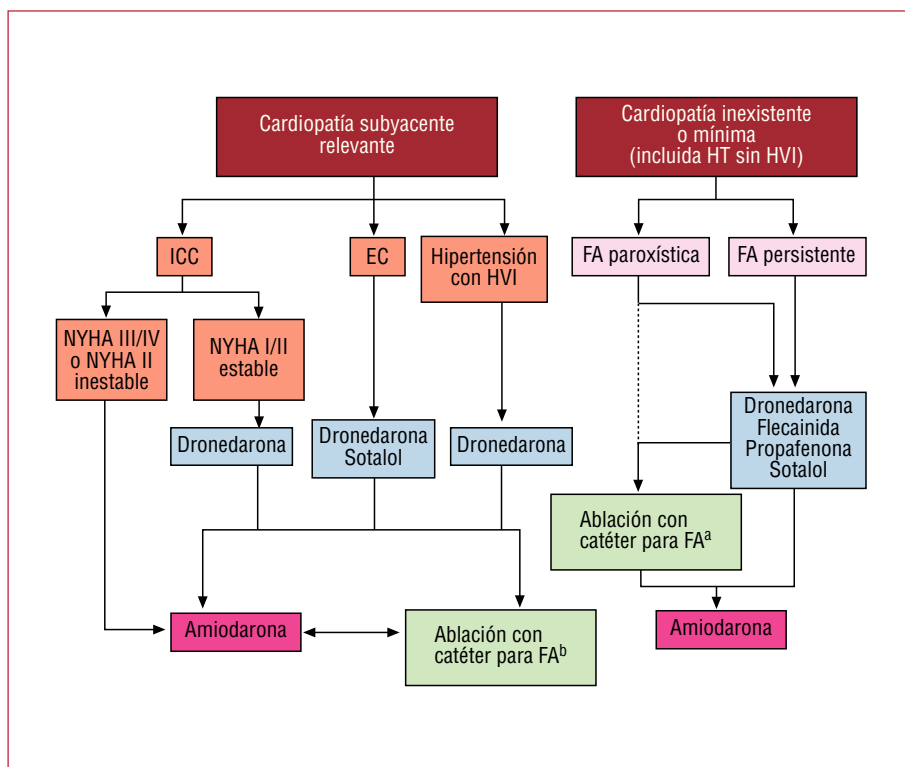 Cardiopatía subyacente
relevante
Cardiopatía inexistente
o mínima
(incluida HT sin HVI)
ICC
EC
Hipertensión
con HVI
FA paroxística
FA persistente
NYHA III/IV
o NYHA II
inestable
NYHA I/II
estable
Dronedarona
Dronedarona
Sotalol
Dronedarona
Dronedarona
Flecainida
Propafenona
Sotalol
Ablación con
catéter para FAᵃ
Amiodarona
Ablación con
catéter para FAᵇ
Amiodarona